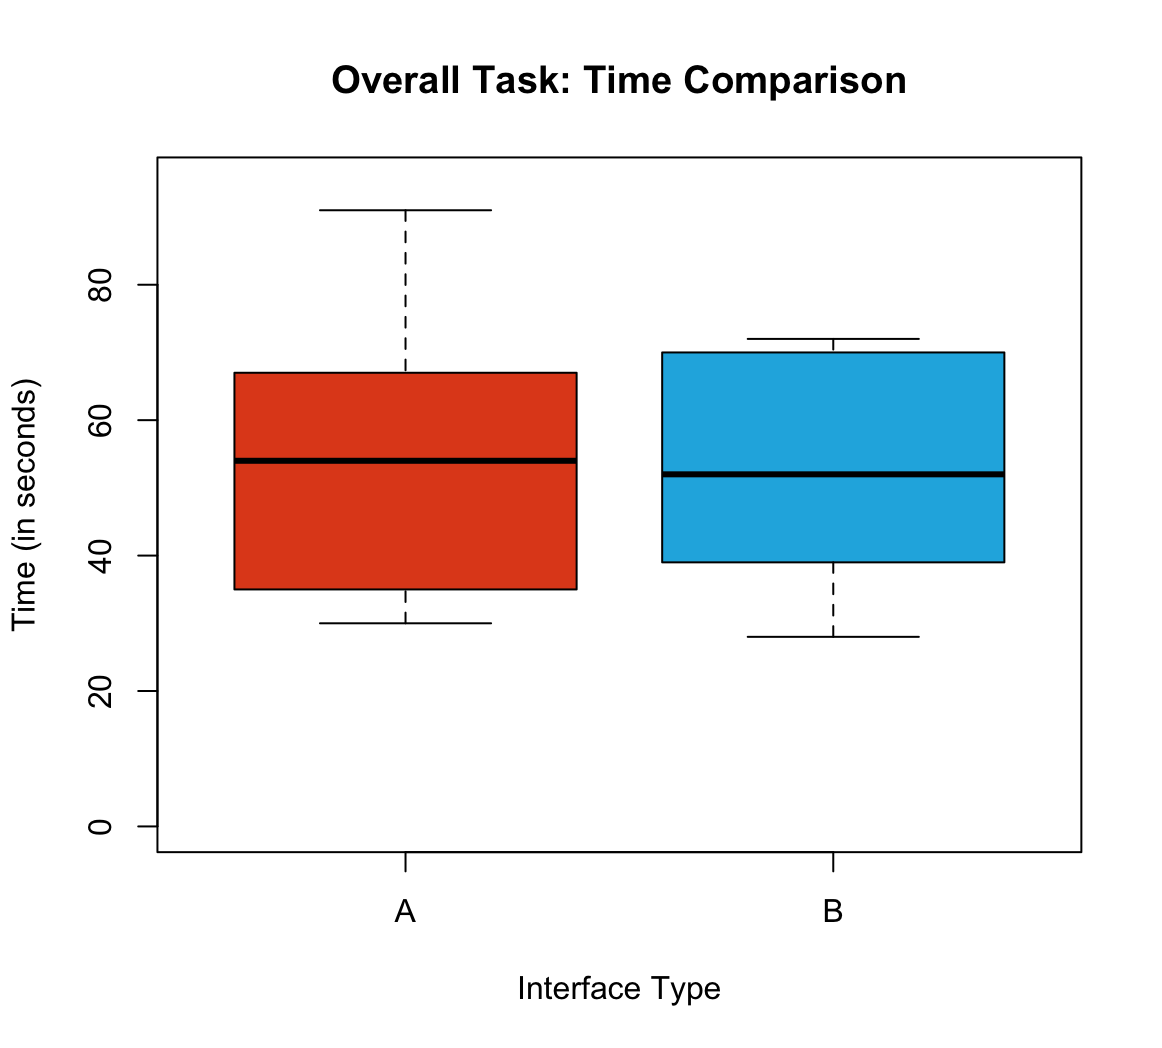 Overall Task: Time Comparison
Time (in seconds)
80
60
40
20
0
A
B
Interface Type